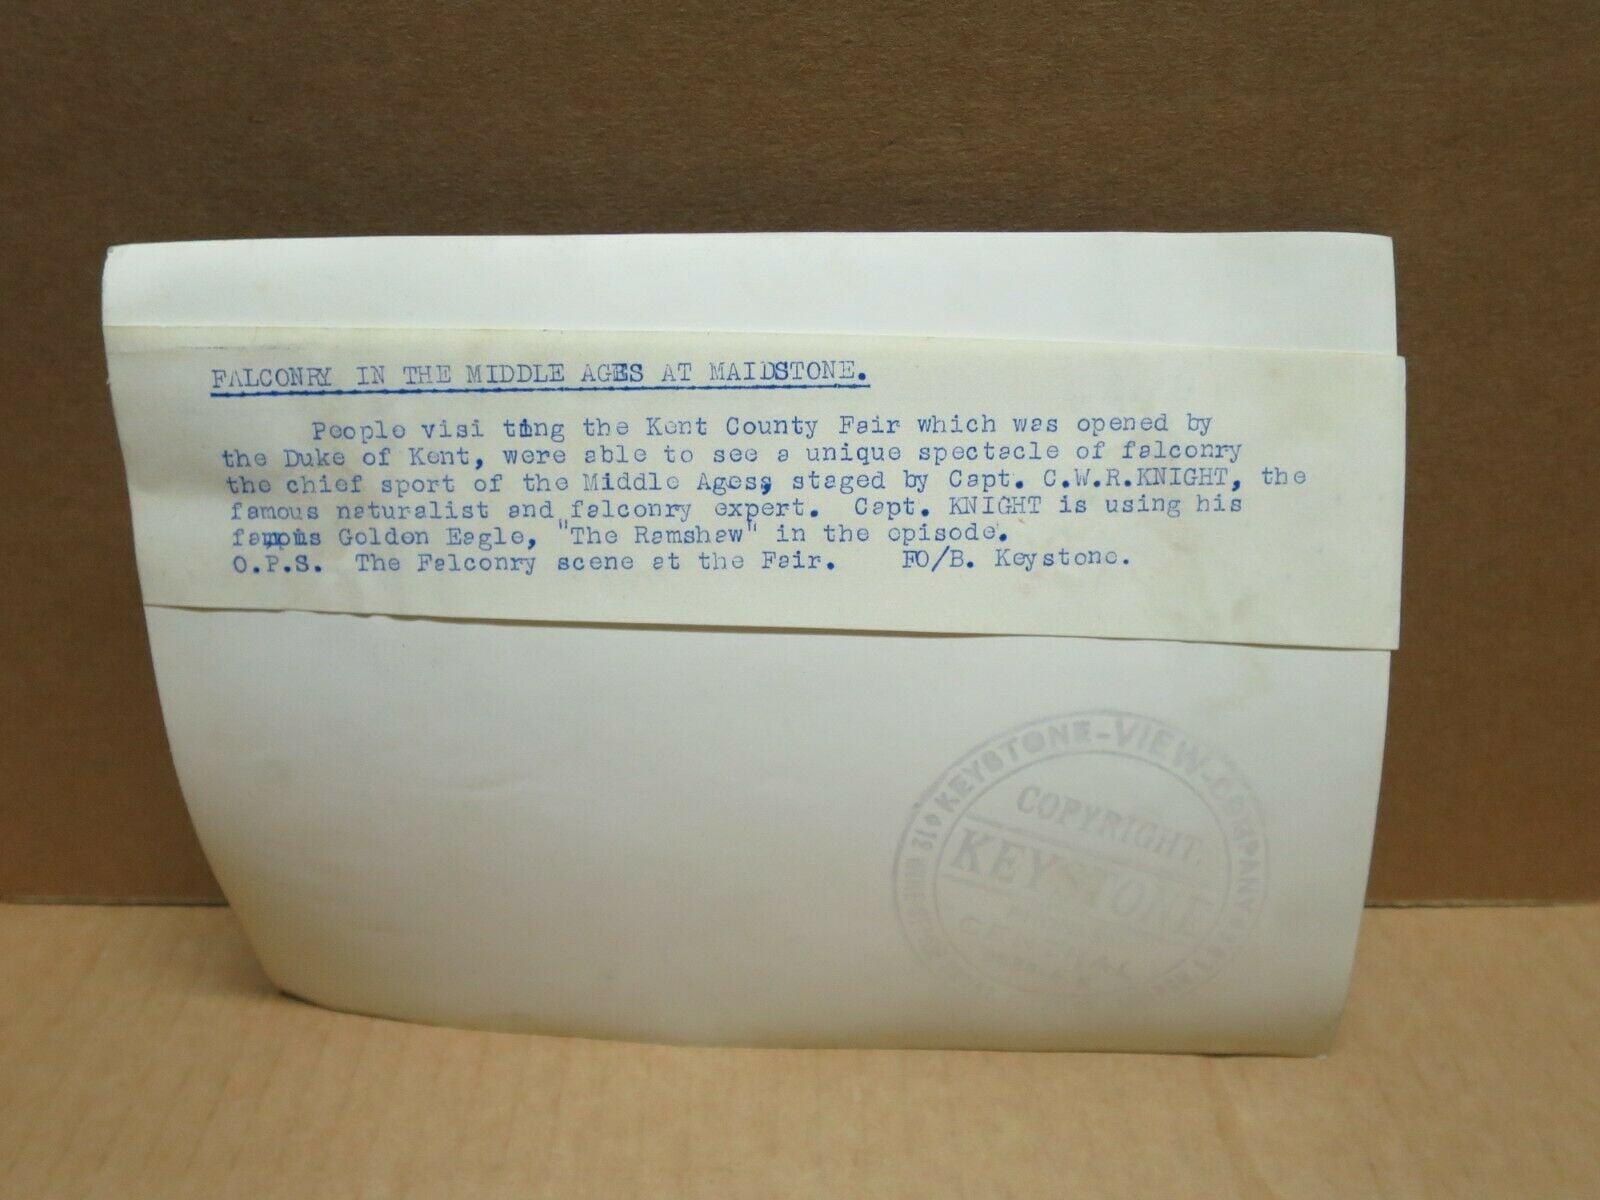 FALCONRY IN THE MIDDLE AGES AT MAIDSTONE.
People visi ting the Kent County Fair which was opened by
the Duke of Kent, were able to see a unique spectacle of falconry
the chief sport of the Middle Ages, staged by Capt. C.W.R.KNIGHT, the
famous naturalist and falconry expert. Capt. KNIGHT is using his
famous Golden Eagle, "The Ramshaw" in the episode.
O.P.S. The Falconry scene at the Fair. FO/B. Keystone.
KEYSTONE-VIEW-COMPANY
COPYRIGHT.
KEYSTONE
CENTRAL